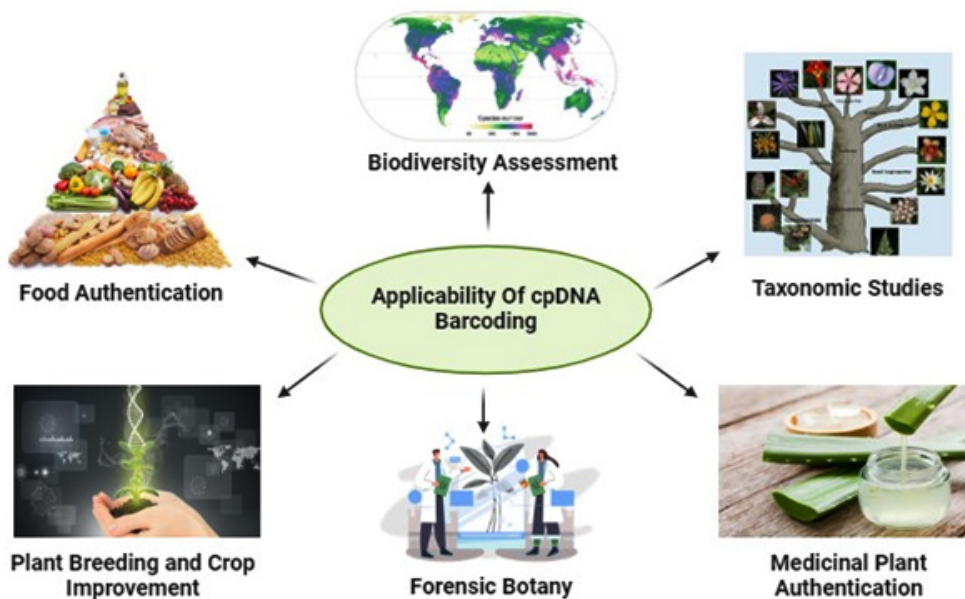 Biodiversity Assessment
Food Authentication
Applicability Of cpDNA
Barcoding
Taxonomic Studies
Plant Breeding and Crop
Improvement
Forensic Botany
Medicinal Plant
Authentication